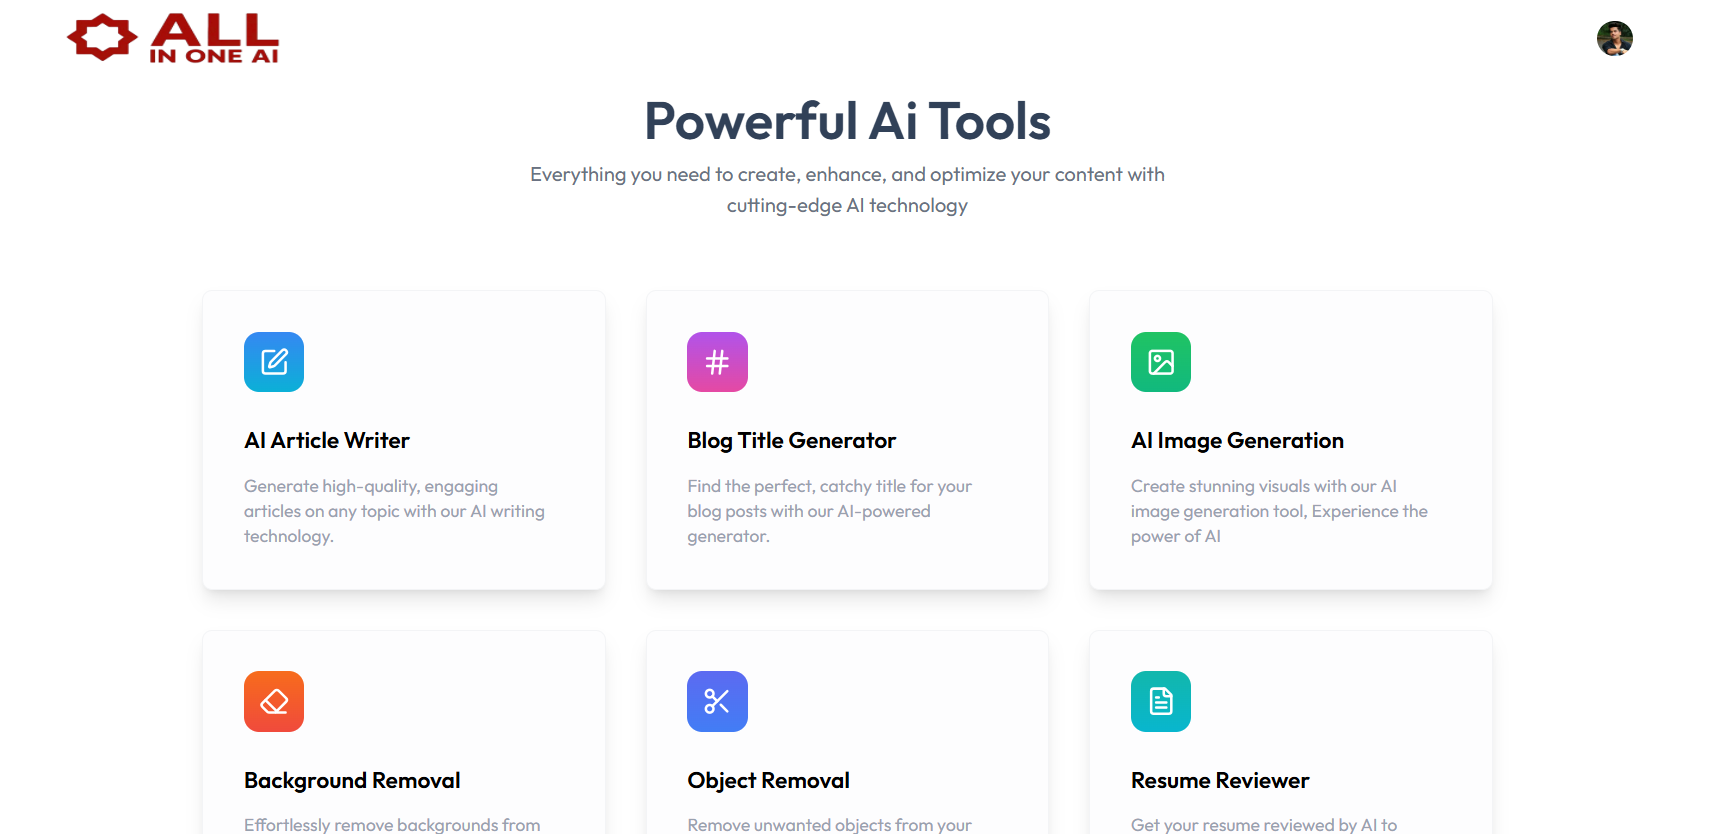 ALL
IN ONE AI
Powerful Ai Tools
Everything you need to create, enhance, and optimize your content with
cutting-edge AI technology
AI Article Writer
Generate high-quality, engaging
articles on any topic with our AI writing
technology.
Blog Title Generator
Find the perfect, catchy title for your
blog posts with our AI-powered
generator.
AI Image Generation
Create stunning visuals with our AI
image generation tool, Experience the
power of AI
Background Removal
Effortlessly remove backgrounds from
Object Removal
Remove unwanted objects from your
Resume Reviewer
Get your resume reviewed by AI to